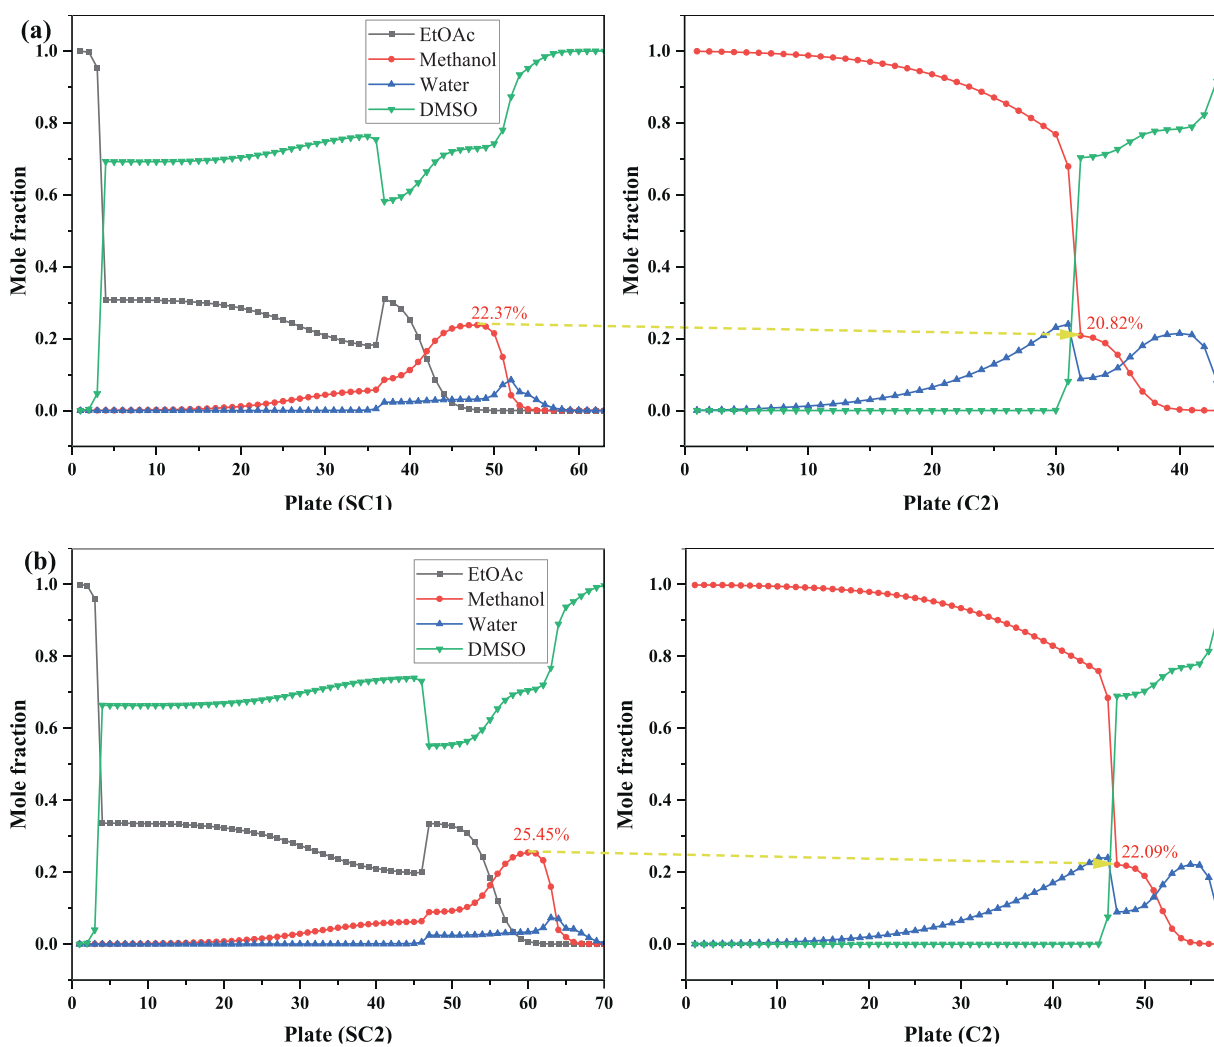 (a)
EtOAc
Methanol
Water
DMSO
1.0
0.8
0.6
0.4
0.2
0.0
Mole fraction
22.37%
0 10 20 30 40 50 60
Plate (SC1)
1.0
0.8
0.6
0.4
0.2
0.0
Mole fraction
20.82%
0 10 20 30 40
Plate (C2)
(b)
EtOAc
Methanol
Water
DMSO
1.0
0.8
0.6
0.4
0.2
0.0
Mole fraction
25.45%
0 10 20 30 40 50 60 70
Plate (SC2)
1.0
0.8
0.6
0.4
0.2
0.0
Mole fraction
22.09%
0 10 20 30 40 50
Plate (C2)